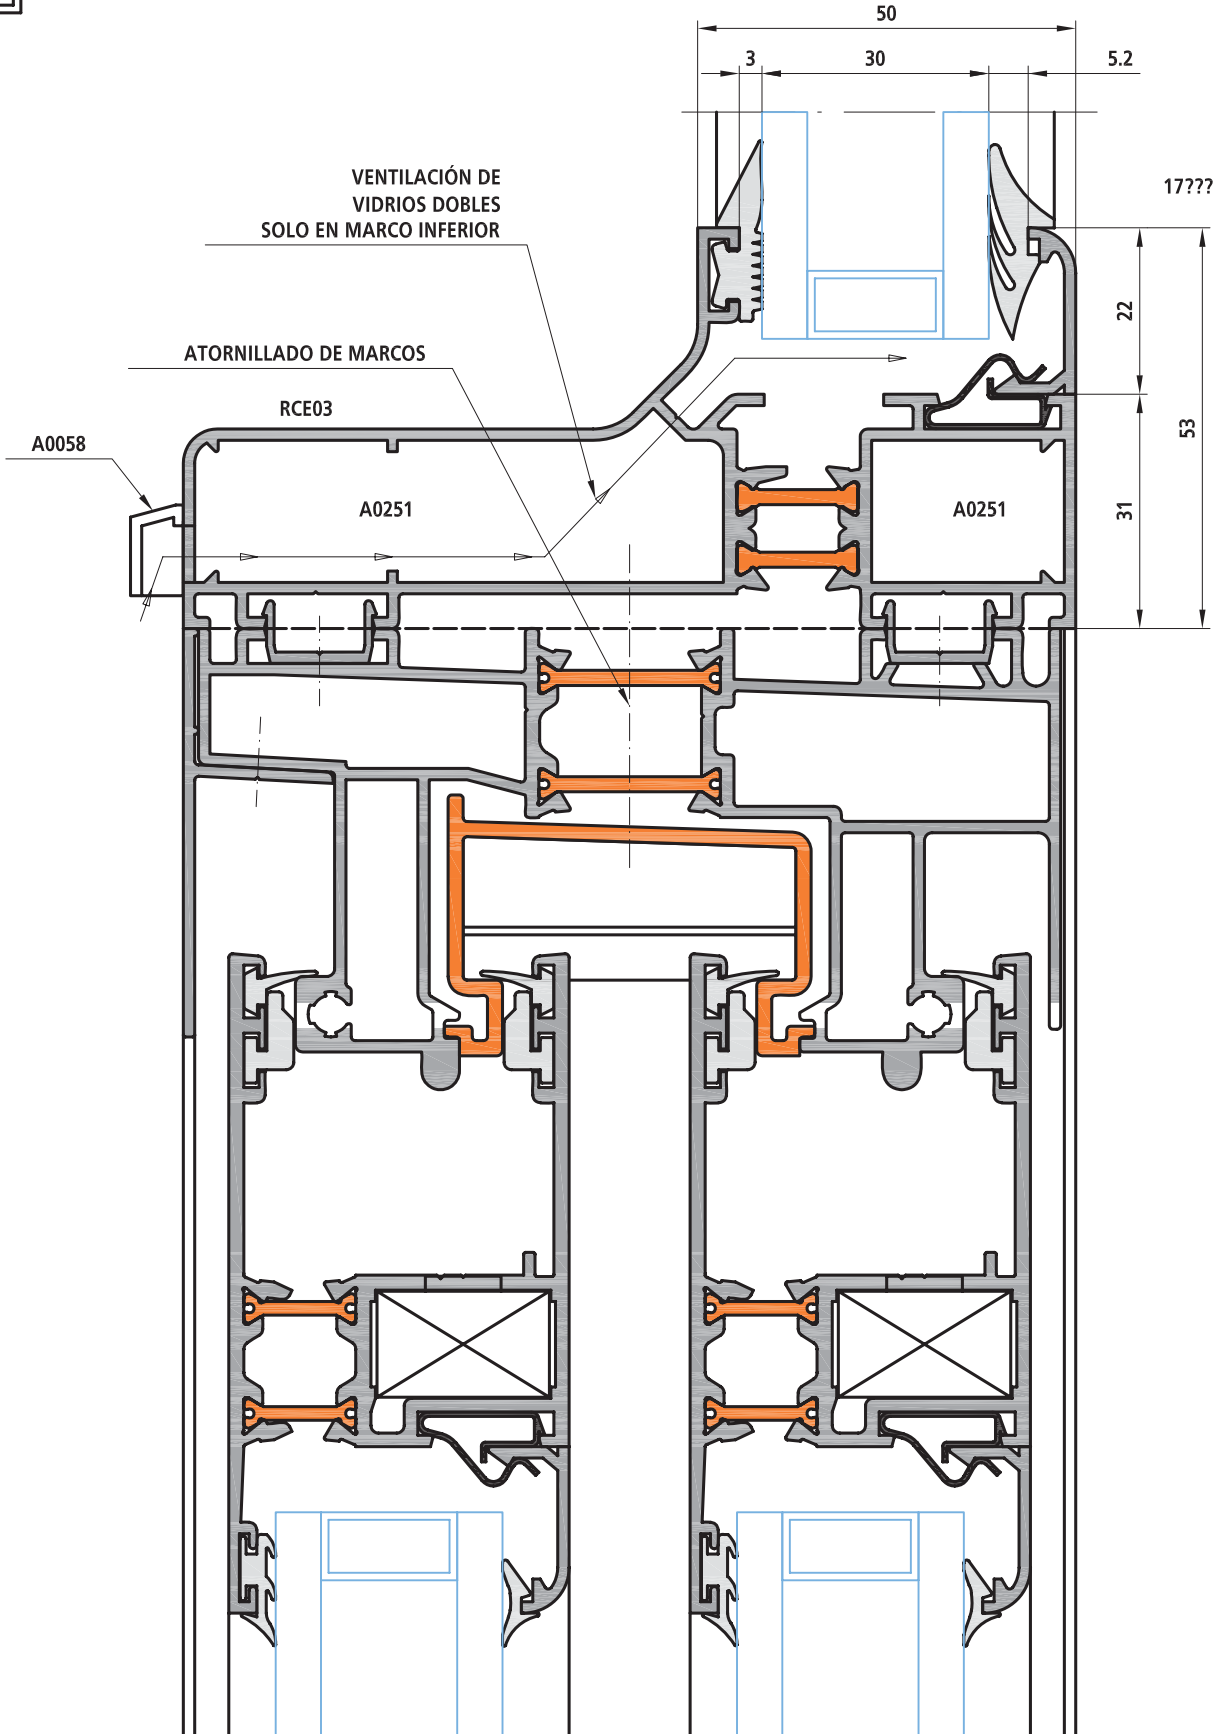 50
3
30
5.2
VENTILACIÓN DE
VIDRIOS DOBLES
SOLO EN MARCO INFERIOR
17???
22
ATORNILLADO DE MARCOS
RCE03
A0058
53
A0251
A0251
31